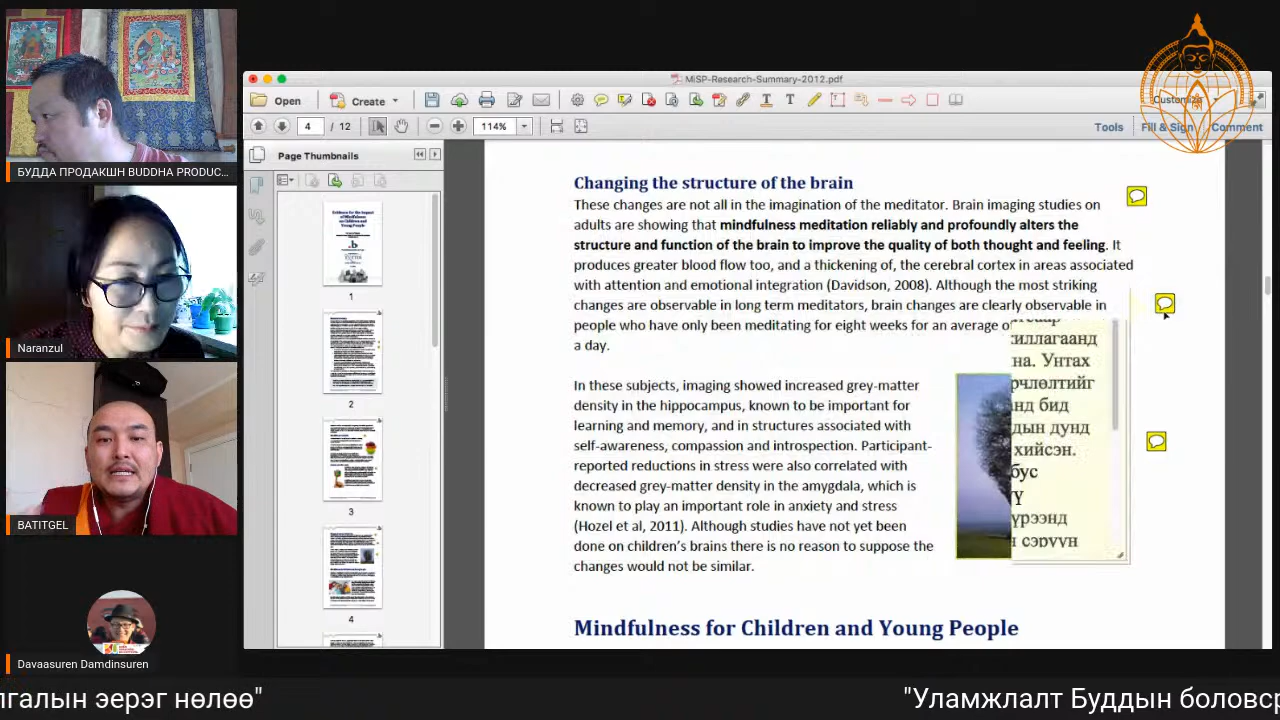 БУДДА ПРОДАКШН BUDDHA PRODUC...
Naranzul
BATITGEL
Davaasuren Damdinsuren
MiSP-Research-Summary-2012.pdf
Open
Create
Customize
4 / 12
114%
Tools
Fill & Sign
Comment
Page Thumbnails
1
2
3
4
Changing the structure of the brain
These changes are not all in the imagination of the meditator. Brain imaging studies on
adults are showing that mindfulness meditation reliably and profoundly alters the
structure and function of the brain to improve the quality of both thought and feeling. It
produces greater blood flow too, and a thickening of, the cerebral cortex in areas associated
with attention and emotional integration (Davidson, 2008). Although the most striking
changes are observable in long term meditators, brain changes are clearly observable in
people who have only been meditating for eight weeks for an average of
a day.
In these subjects, imaging showed increased grey-matter
density in the hippocampus, known to be important for
learning and memory, and in structures associated with
self-awareness, compassion and introspection. Participant-
reported reductions in stress were also correlated with
decreased grey-matter density in the amygdala, which is
known to play an important role in anxiety and stress
(Hozel et al, 2011). Although studies have not yet been
done on children's brains there is no reason to suppose the
changes would not be similar.
иллагаанд
на. Унтах
рчлөлтийг
нд бид
дын үнд
хийсэн.
бус
ү
үрээнд
н сэрүүн
Mindfulness for Children and Young People
лгалын эерэг нөлөө"
"Уламжлалт Буддын боловср